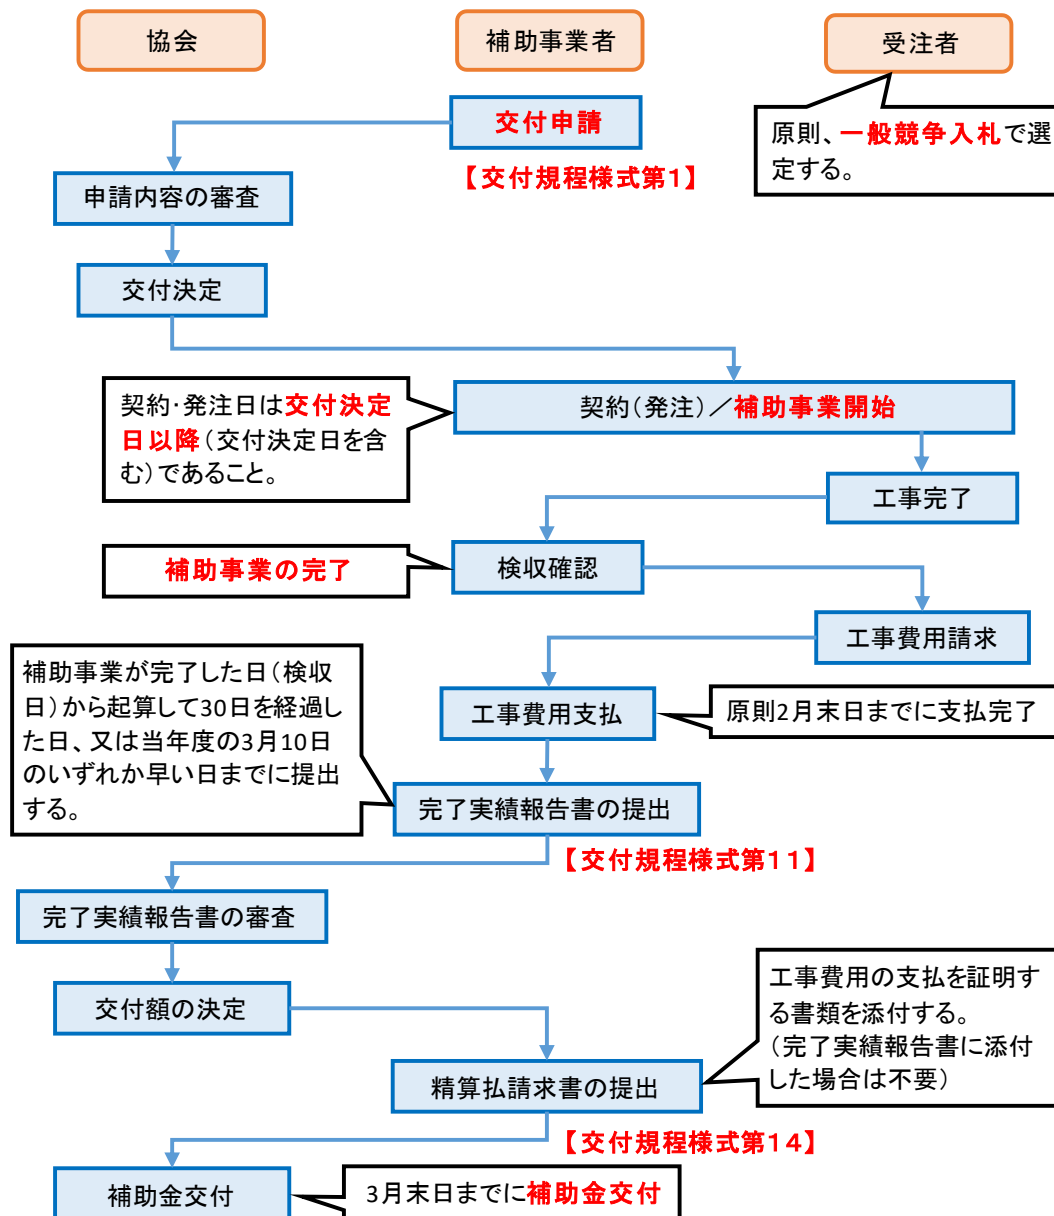 協会
補助事業者
受注者
交付申請
【交付規程様式第1】
原則、一般競争入札で選
定する。
申請内容の審査
交付決定
契約・発注日は交付決定
日以降（交付決定日を含
む）であること。
契約（発注）／補助事業開始
工事完了
補助事業の完了
検収確認
工事費用請求
補助事業が完了した日（検収
日）から起算して30日を経過し
た日、又は当年度の3月10日
のいずれか早い日までに提出
する。
工事費用支払
原則2月末日までに支払完了
完了実績報告書の提出
【交付規程様式第11】
完了実績報告書の審査
交付額の決定
工事費用の支払を証明す
る書類を添付する。
（完了実績報告書に添付
した場合は不要）
精算払請求書の提出
【交付規程様式第14】
補助金交付
3月末日までに補助金交付